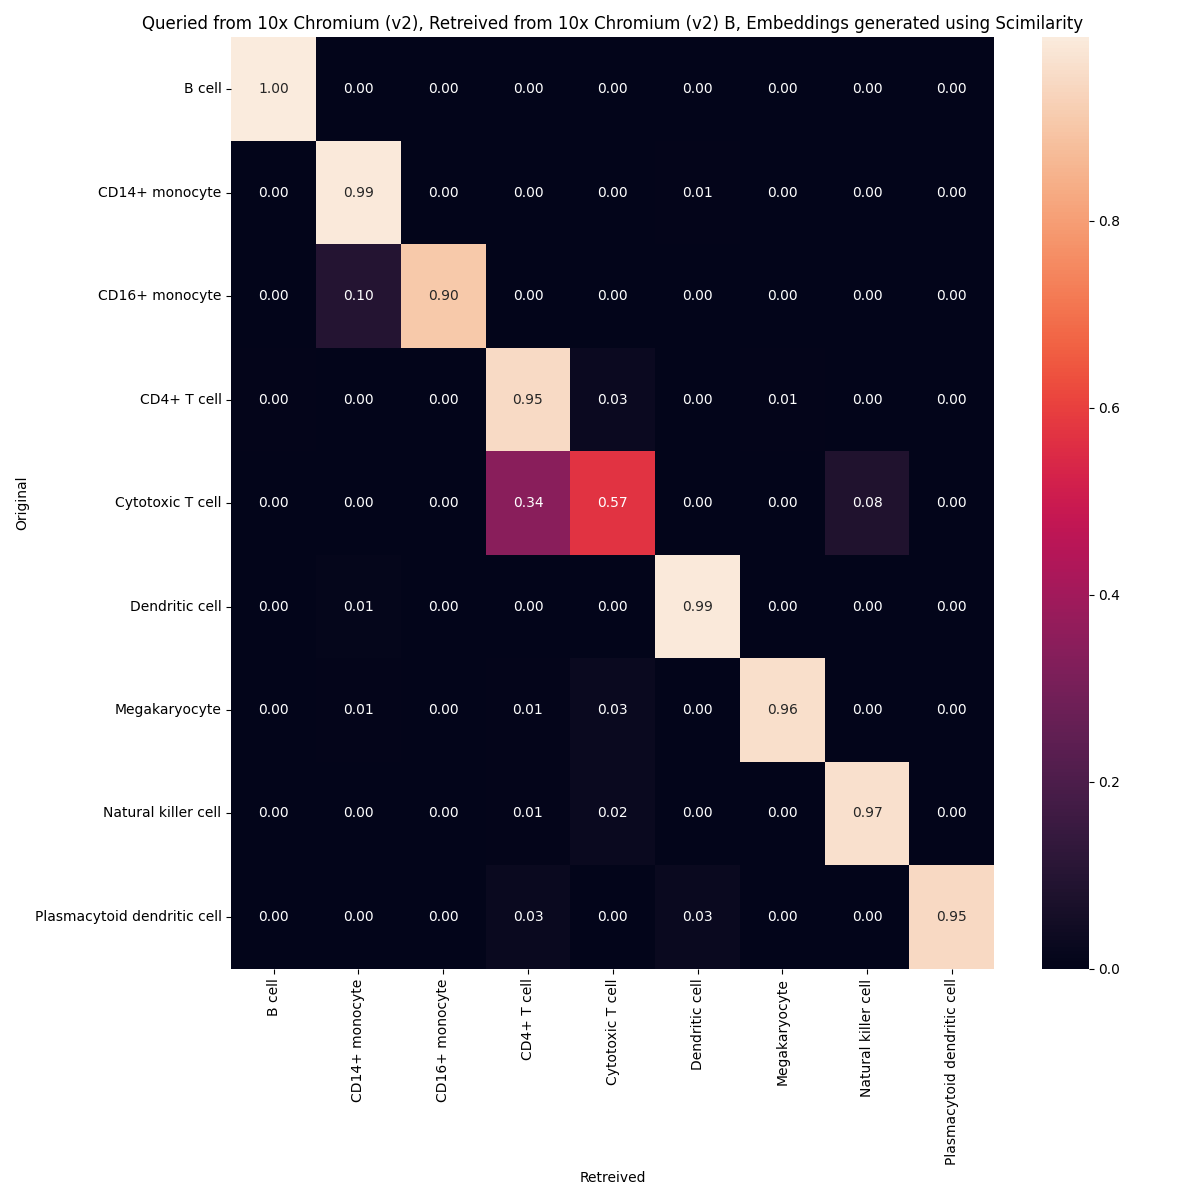 Queried from 10x Chromium (v2), Retreived from 10x Chromium (v2) B, Embeddings generated using Scimilarity
B cell 1.00 0.00 0.00 0.00 0.00 0.00 0.00 0.00 0.00
CD14+ monocyte 0.00 0.99 0.00 0.00 0.00 0.01 0.00 0.00 0.00
CD16+ monocyte 0.00 0.10 0.90 0.00 0.00 0.00 0.00 0.00 0.00
CD4+ T cell 0.00 0.00 0.00 0.95 0.03 0.00 0.01 0.00 0.00
Cytotoxic T cell 0.00 0.00 0.00 0.34 0.57 0.00 0.00 0.08 0.00
Dendritic cell 0.00 0.01 0.00 0.00 0.00 0.99 0.00 0.00 0.00
Megakaryocyte 0.00 0.01 0.00 0.01 0.03 0.00 0.96 0.00 0.00
Natural killer cell 0.00 0.00 0.00 0.01 0.02 0.00 0.00 0.97 0.00
Plasmacytoid dendritic cell 0.00 0.00 0.00 0.03 0.00 0.03 0.00 0.00 0.95
Original
B cell
CD14+ monocyte
CD16+ monocyte
CD4+ T cell
Cytotoxic T cell
Dendritic cell
Megakaryocyte
Natural killer cell
Plasmacytoid dendritic cell
Retreived
0.8
0.6
0.4
0.2
0.0